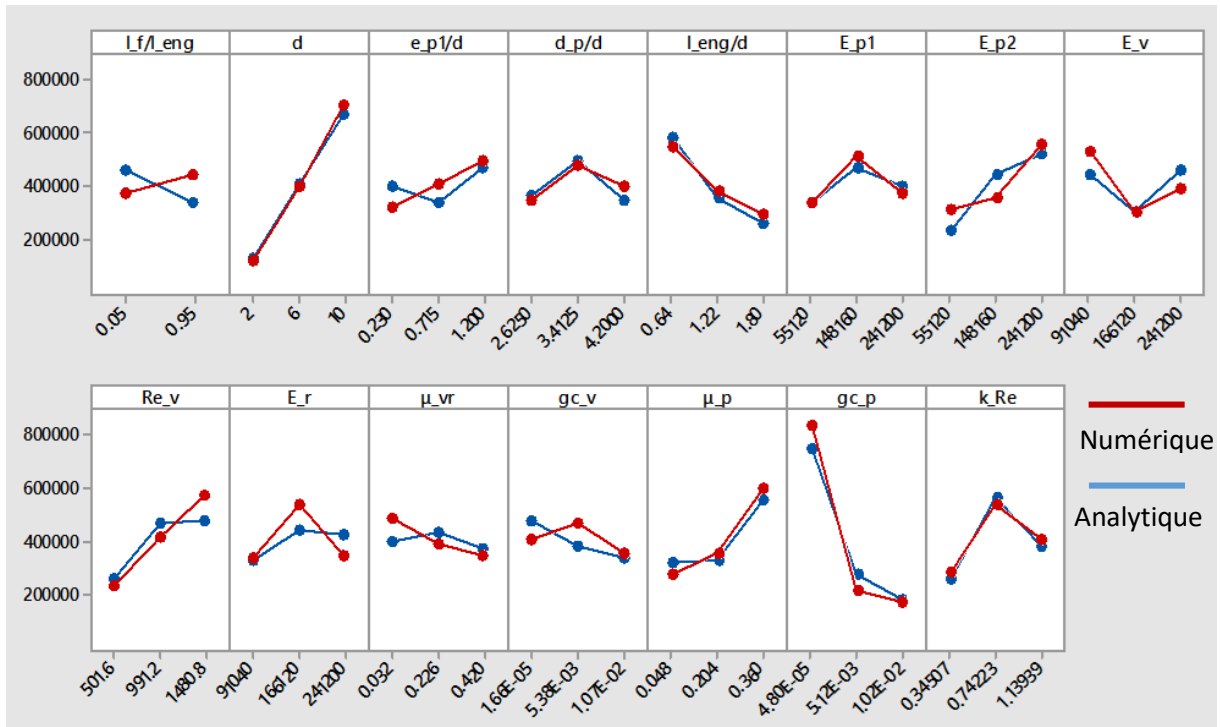 l_f/l_eng d e_p1/d d_p/d l_eng/d E_p1 E_p2 E_v
800000
600000
400000
200000
0.05 0.95 2 6 10 0.230 0.715 1.200 2.6250 3.4125 4.2000 0.64 1.22 1.80 55120 148160 241200 55120 148160 241200 91040 166120 241200
Re_v E_r μ_vr gc_v μ_p gc_p k_Re
800000
600000
400000
200000
501.6 991.2 1480.8 91040 166120 241200 0.032 0.226 0.420 1.66E-05 5.38E-03 1.07E-02 0.048 0.204 0.360 4.80E-05 5.12E-03 1.02E-02 0.34507 0.74223 1.13939
Numérique
Analytique